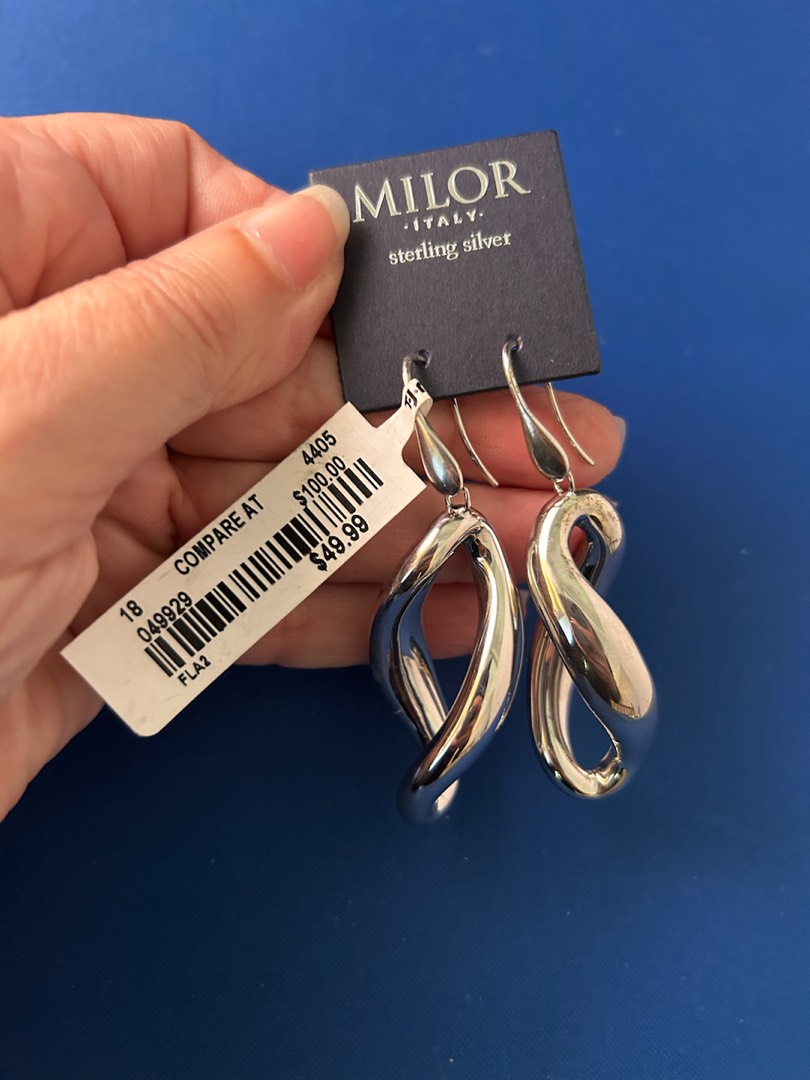 MILOR
·ITALY·
sterling silver
4405
COMPARE AT $100.00
18
049929 $49.99
FLA2